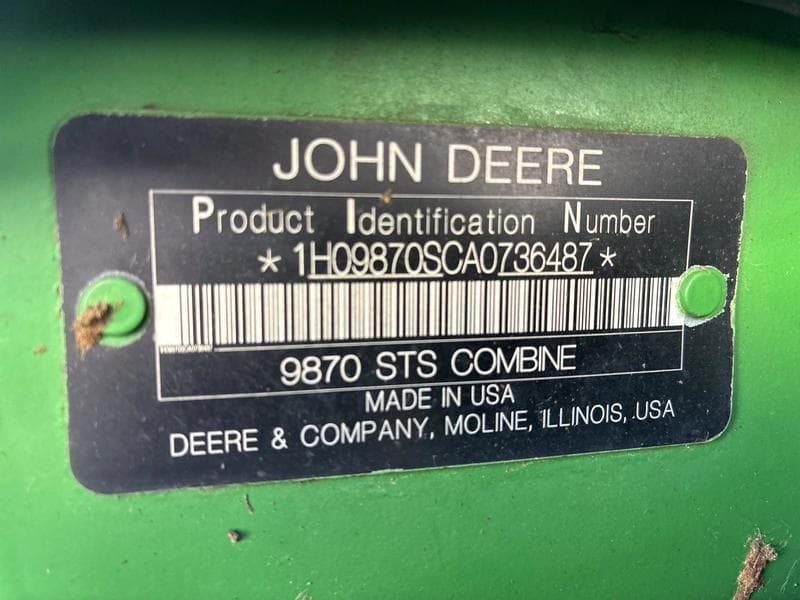 JOHN DEERE
Product Identification Number
*1H09870SCA0736487*
9870 STS COMBINE
MADE IN USA
DEERE & COMPANY, MOLINE, ILLINOIS, USA